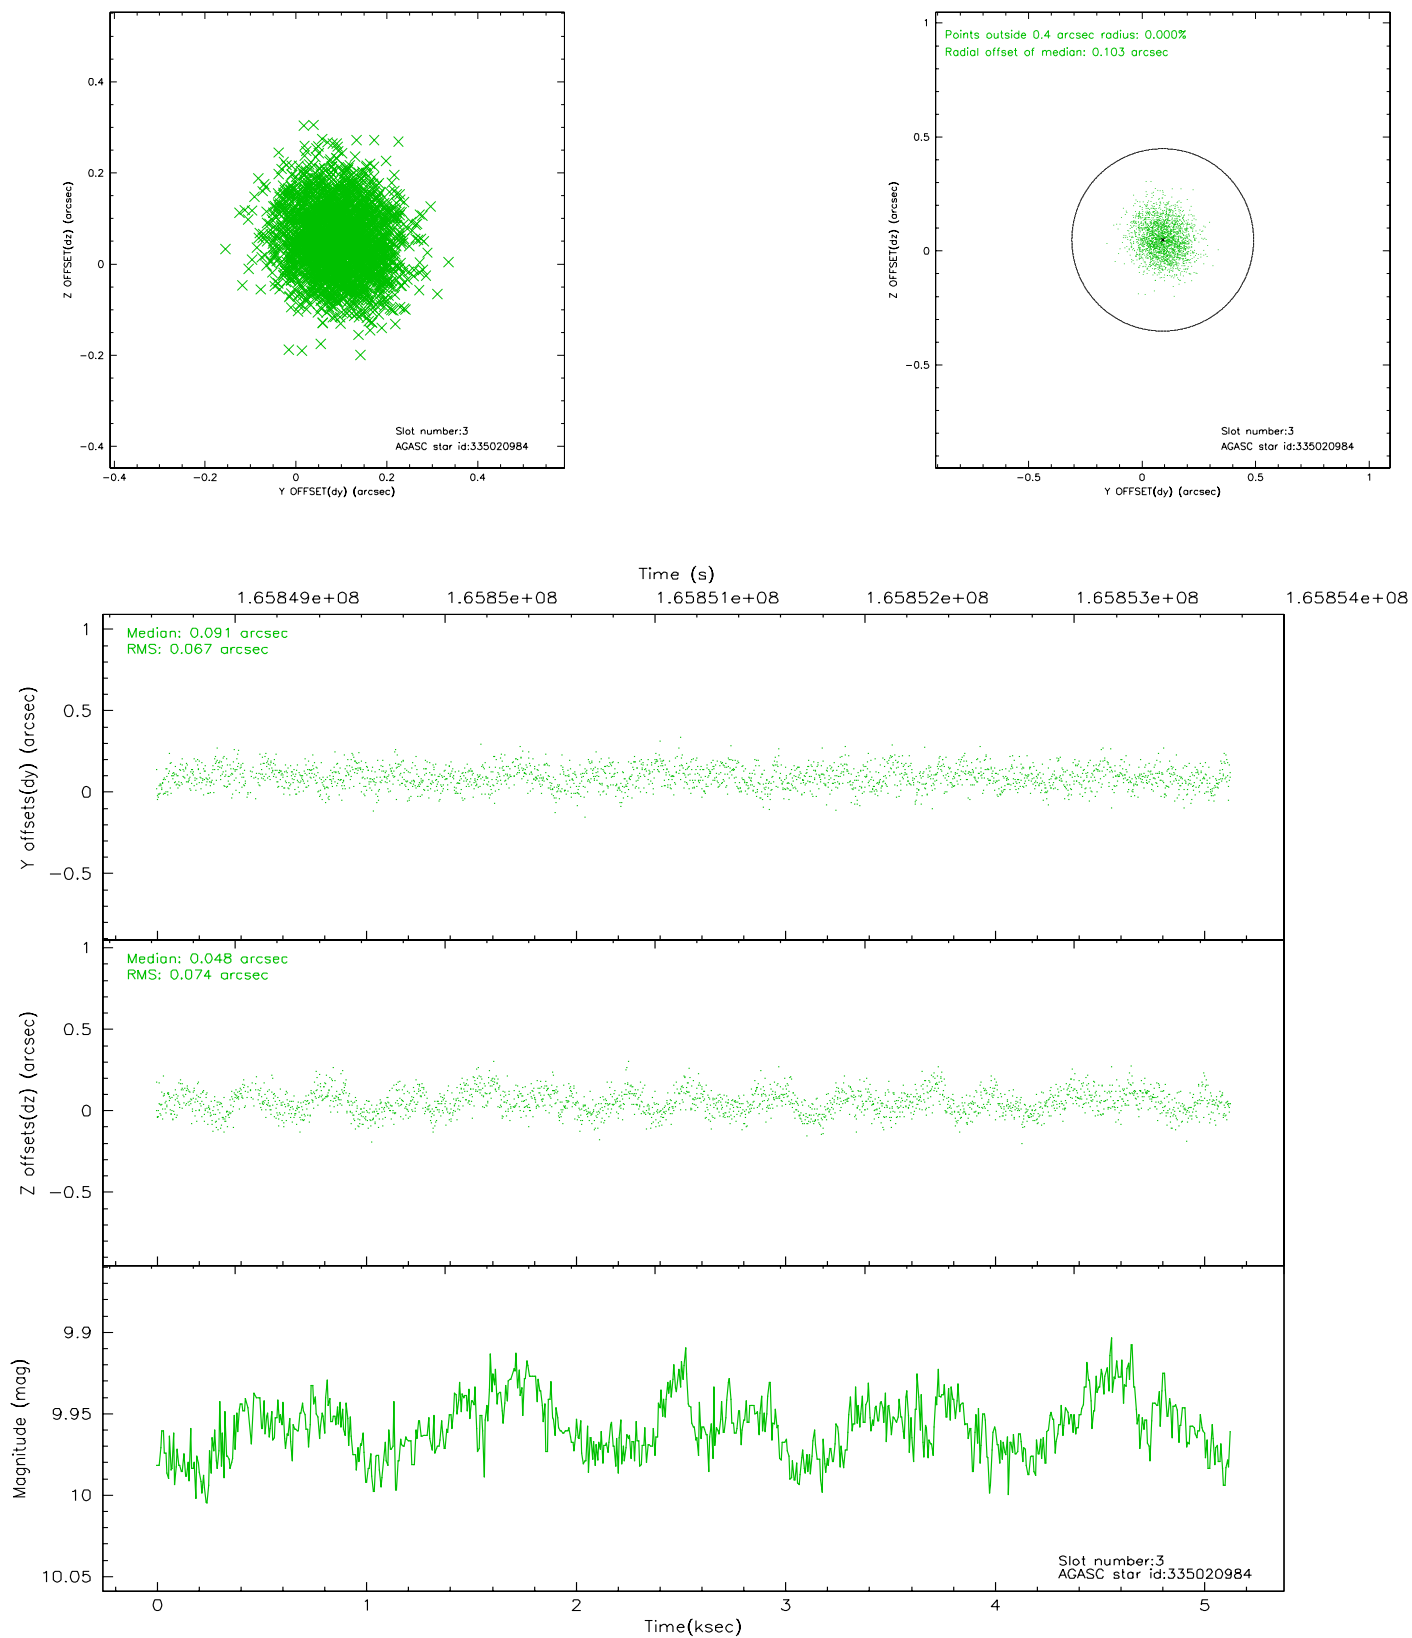 0.4
0.2
0
−0.2
−0.4
Z OFFSET(dz) (arcsec)
Slot number:3
AGASC star id:335020984
−0.4
−0.2
0
0.2
0.4
Y OFFSET(dy) (arcsec)
Points outside 0.4 arcsec radius: 0.000%
Radial offset of median: 0.103 arcsec
1
0.5
0
−0.5
Z OFFSET(dz) (arcsec)
Slot number:3
AGASC star id:335020984
−0.5
0
0.5
1
Y OFFSET(dy) (arcsec)
Time (s)
1.65849e+08
1.6585e+08
1.65851e+08
1.65852e+08
1.65853e+08
1.65854e+08
Median: 0.091 arcsec
RMS: 0.067 arcsec
1
0.5
0
−0.5
Y offsets(dy) (arcsec)
Median: 0.048 arcsec
RMS: 0.074 arcsec
1
0.5
0
−0.5
Z offsets(dz) (arcsec)
9.9
9.95
10
10.05
Magnitude (mag)
Slot number:3
AGASC star id:335020984
0
1
2
3
4
5
Time(ksec)